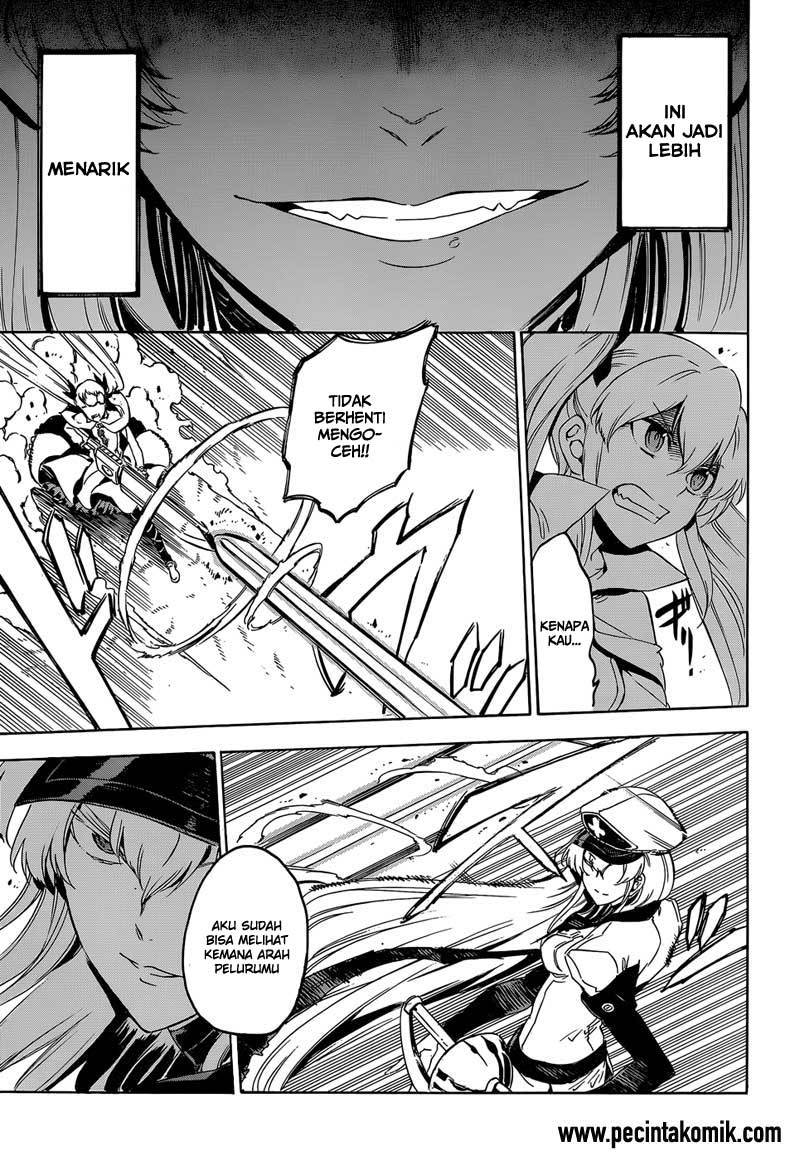 INI
AKAN JADI
LEBIH
MENARIK
KENAPA
KAU...
TIDAK
BERHENTI
MENGO-
CEH!!
AKU SUDAH
BISA MELIHAT
KEMANA ARAH
PELURUMU
www.pecintakomik.com